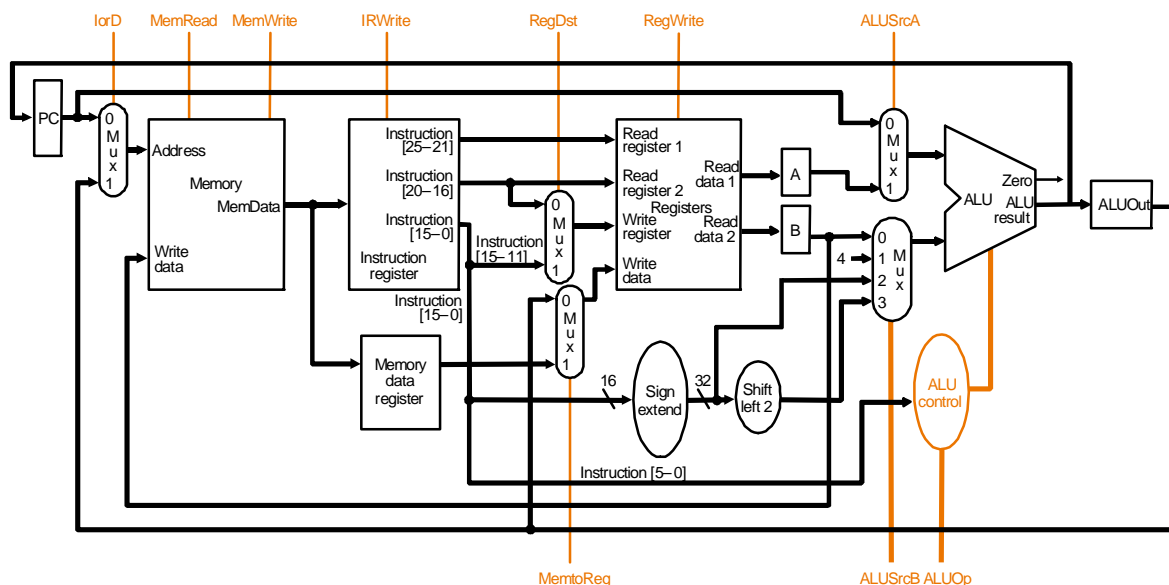 IorD MemRead MemWrite IRWrite RegDst RegWrite ALUSrcA
PC
0
M
u
x
1
Address
Memory
MemData
Write
data
Instruction
[25–21]
Instruction
[20–16]
Instruction
[15–0]
Instruction
register
Instruction
[15–11]
Instruction
[15–0]
Memory
data
register
0
M
u
x
1
0
M
u
x
1
Read
register 1
Read
register 2
Write
register
Write
data
Registers
Read
data 1
Read
data 2
A
B
4
0
M
u
x
1
0
1
2
3
M
u
x
ALU
Zero
ALU
result
ALUOut
16
Sign
extend
32
Shift
left 2
ALU
control
Instruction [5–0]
MemtoReg ALUSrcB ALUOp